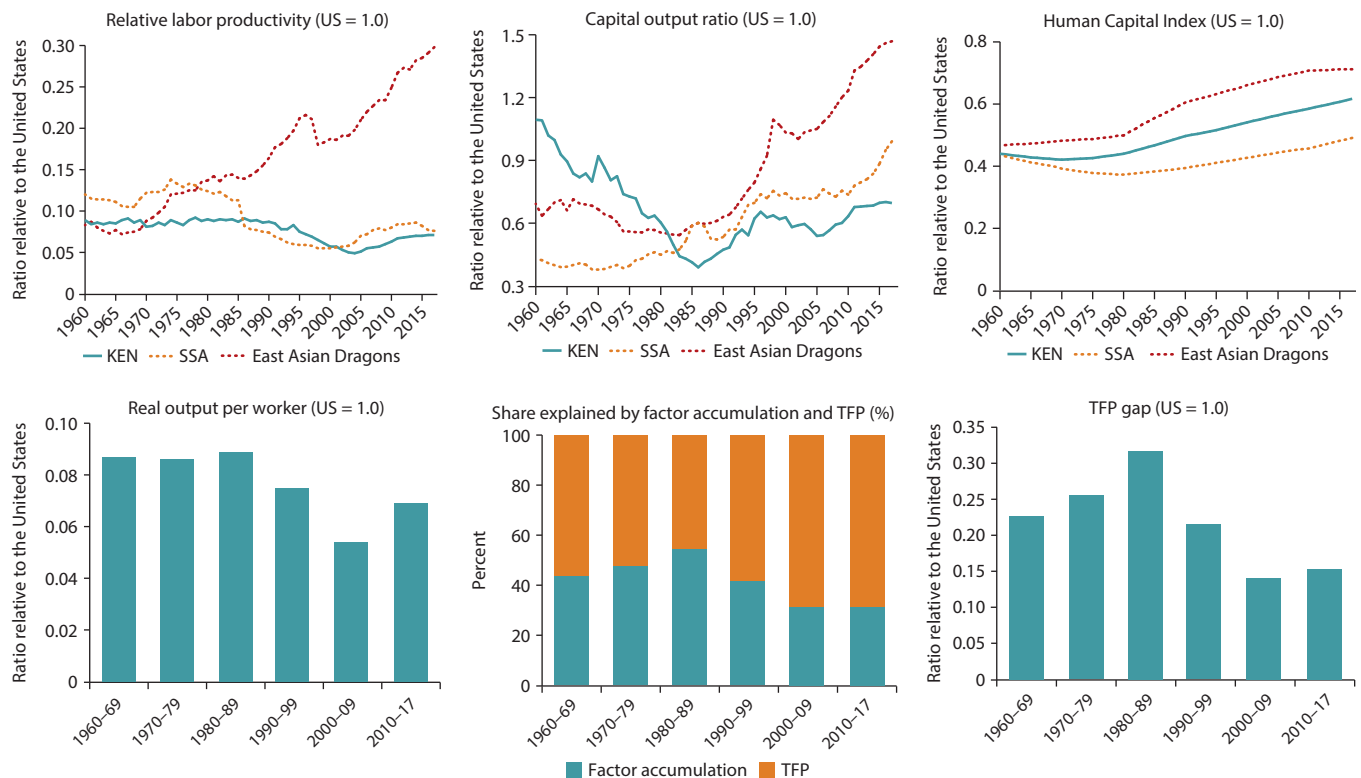 Relative labor productivity (US = 1.0)
Ratio relative to the United States
0.30
0.25
0.20
0.15
0.10
0.05
0
1960 1965 1970 1975 1980 1985 1990 1995 2000 2005 2010 2015
KEN SSA East Asian Dragons
Capital output ratio (US = 1.0)
Ratio relative to the United States
1.5
1.2
0.9
0.6
0.3
1960 1965 1970 1975 1980 1985 1990 1995 2000 2005 2010 2015
KEN SSA East Asian Dragons
Human Capital Index (US = 1.0)
Ratio relative to the United States
0.8
0.6
0.4
0.2
0
1960 1965 1970 1975 1980 1985 1990 1995 2000 2005 2010 2015
KEN SSA East Asian Dragons
Real output per worker (US = 1.0)
Ratio relative to the United States
0.10
0.08
0.06
0.04
0.02
0
1960–69 1970–79 1980–89 1990–99 2000–09 2010–17
Share explained by factor accumulation and TFP (%)
Percent
100
80
60
40
20
0
1960–69 1970–79 1980–89 1990–99 2000–09 2010–17
Factor accumulation TFP
TFP gap (US = 1.0)
Ratio relative to the United States
0.35
0.30
0.25
0.20
0.15
0.10
0.05
0
1960–69 1970–79 1980–89 1990–99 2000–09 2010–17